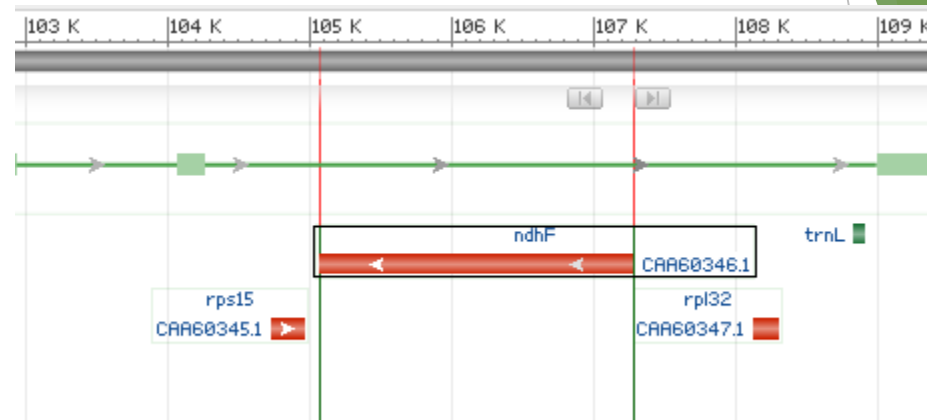 103 K 104 K 105 K 106 K 107 K 108 K 109 K
ndhF trnL
CAA60346.1
rps15 rpl32
CAA60345.1 CAA60347.1